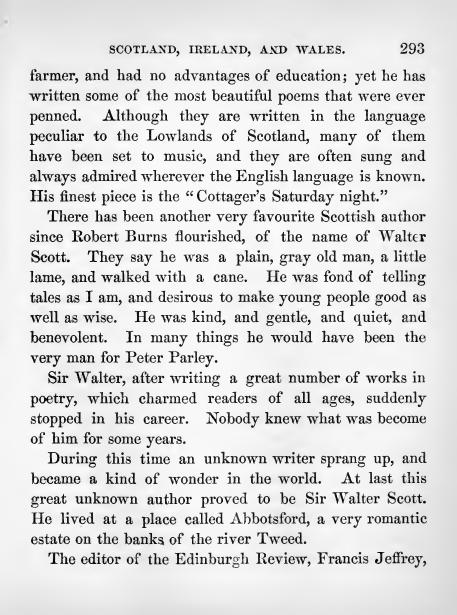 SCOTLAND, IRELAND, AND WALES. 293
farmer, and had no advantages of education; yet he has
written some of the most beautiful poems that were ever
penned. Although they are written in the language
peculiar to the Lowlands of Scotland, many of them
have been set to music, and they are often sung and
always admired wherever the English language is known.
His finest piece is the "Cottager's Saturday night."
There has been another very favourite Scottish author
since Robert Burns flourished, of the name of Walter
Scott. They say he was a plain, gray old man, a little
lame, and walked with a cane. He was fond of telling
tales as I am, and desirous to make young people good as
well as wise. He was kind, and gentle, and quiet, and
benevolent. In many things he would have been the
very man for Peter Parley.
Sir Walter, after writing a great number of works in
poetry, which charmed readers of all ages, suddenly
stopped in his career. Nobody knew what was become
of him for some years.
During this time an unknown writer sprang up, and
became a kind of wonder in the world. At last this
great unknown author proved to be Sir Walter Scott.
He lived at a place called Abbotsford, a very romantic
estate on the banks of the river Tweed.
The editor of the Edinburgh Review, Francis Jeffrey,